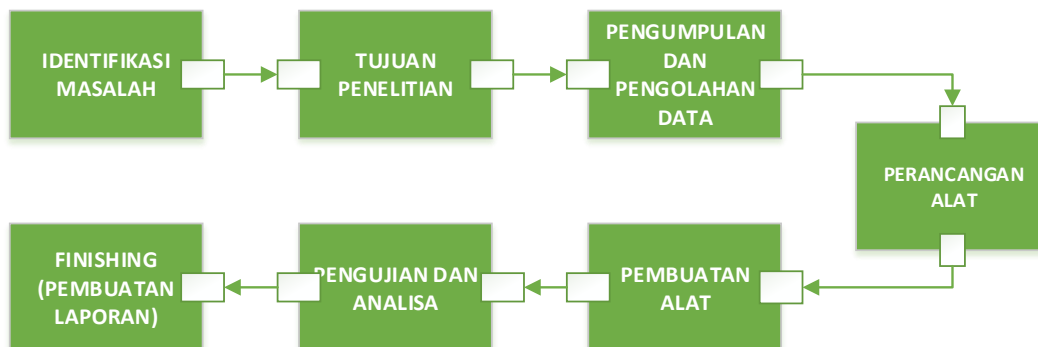 IDENTIFIKASI
MASALAH
TUJUAN
PENELITIAN
PENGUMPULAN
DAN
PENGOLAHAN
DATA
PERANCANGAN
ALAT
PEMBUATAN
ALAT
PENGUJIAN DAN
ANALISA
FINISHING
(PEMBUATAN
LAPORAN)